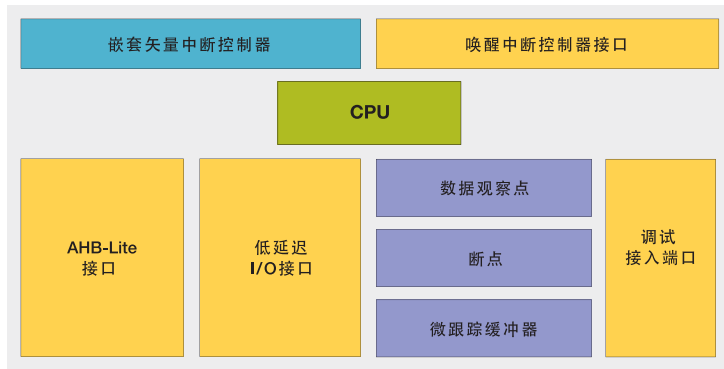 嵌套矢量中断控制器
唤醒中断控制器接口
CPU
AHB-Lite
接口
低延迟
I/O接口
数据观察点
断点
微跟踪缓冲器
调试
接入端口